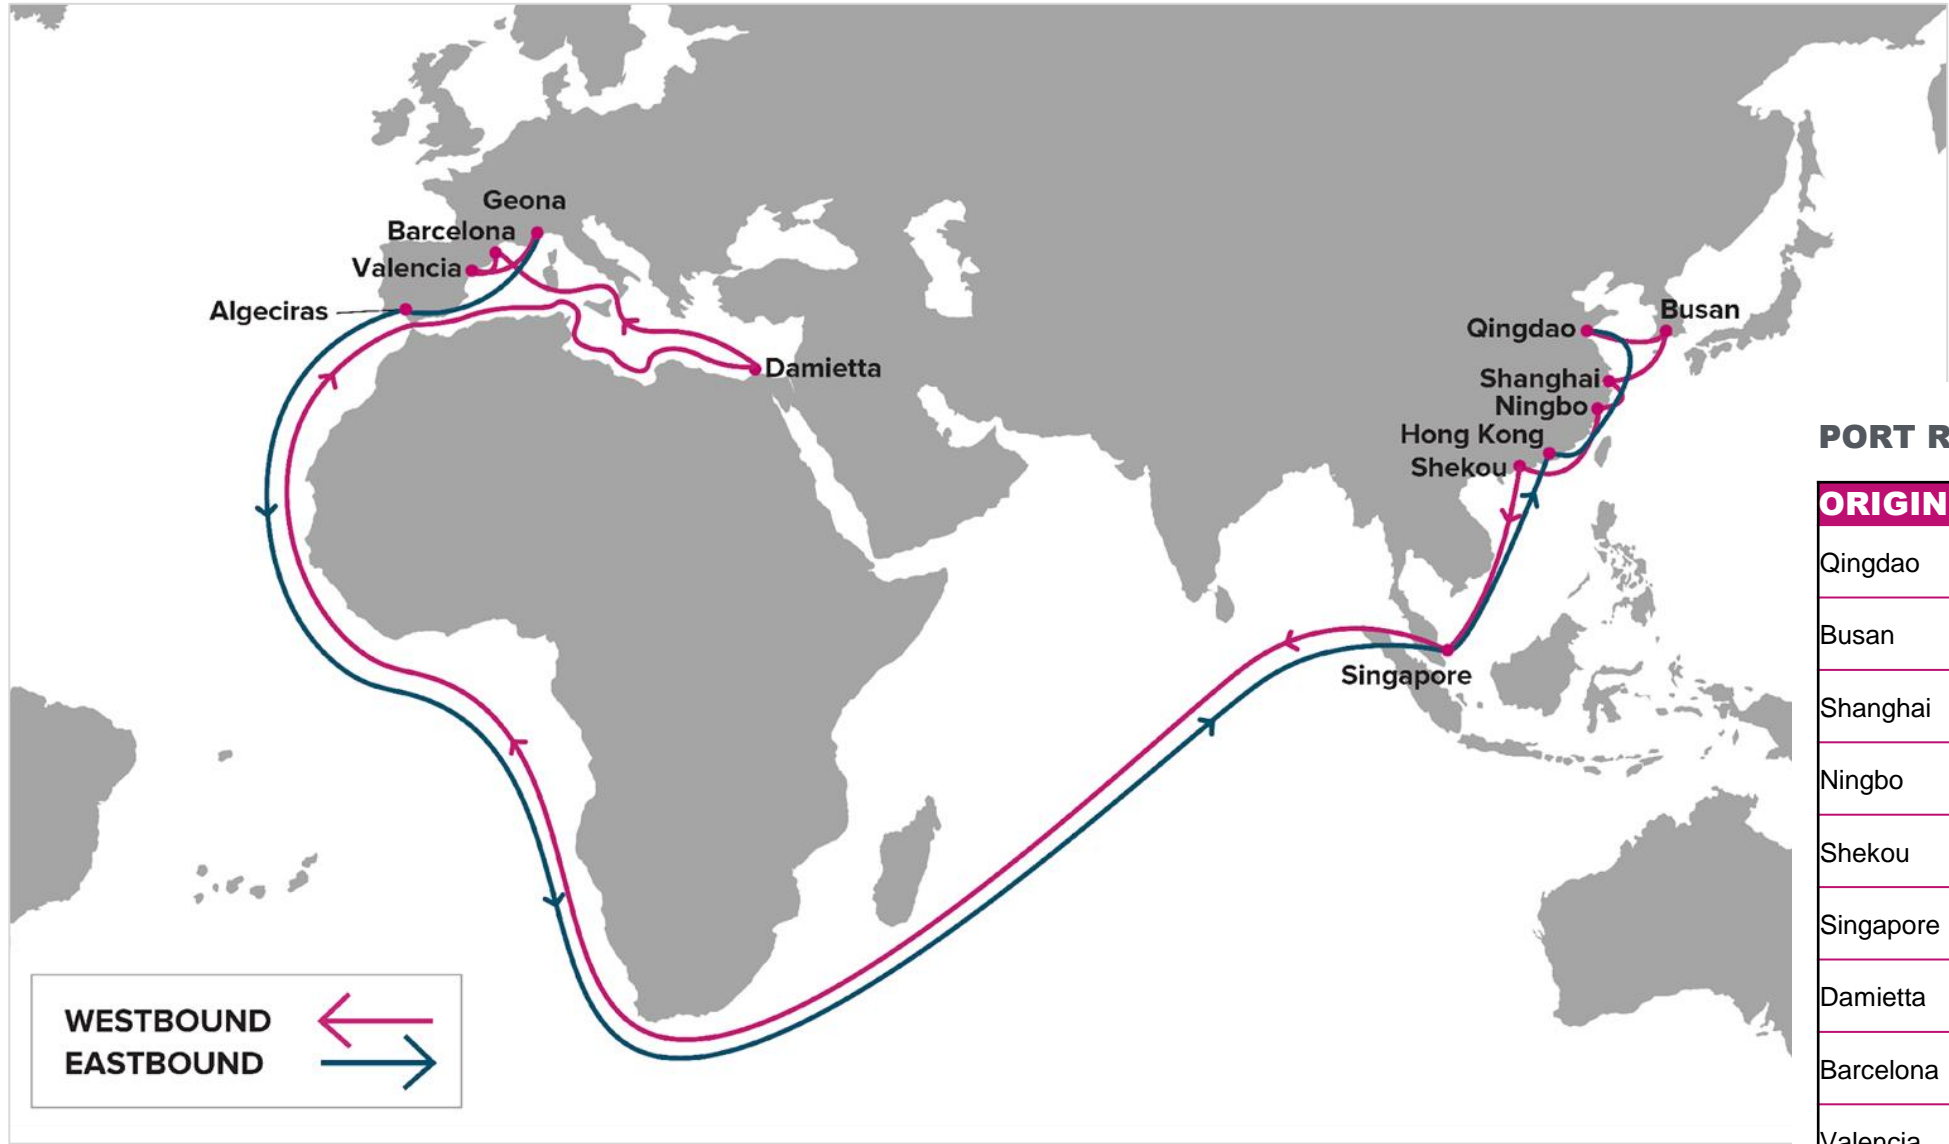 Geona
Barcelona
Valencia
Algeciras
Damietta
Busan
Qingdao
Shanghai
Ningbo
Hong Kong
Shekou
Singapore
WESTBOUND
EASTBOUND
PORT R
ORIGIN
Qingdao
Busan
Shanghai
Ningbo
Shekou
Singapore
Damietta
Barcelona
Valencia